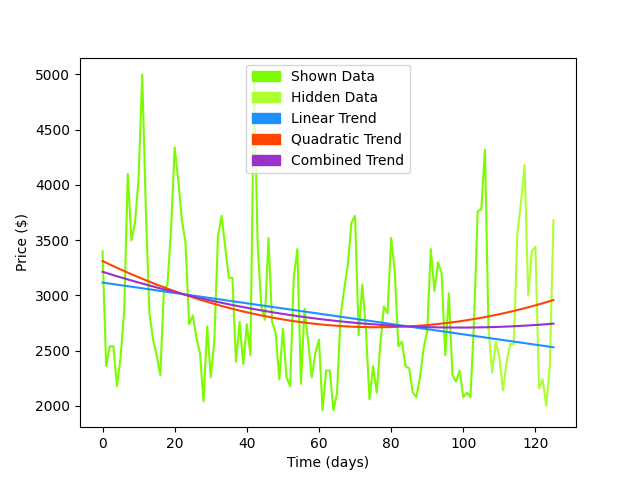 Shown Data
Hidden Data
Linear Trend
Quadratic Trend
Combined Trend
5000
4500
4000
3500
3000
2500
2000
Price ($)
0 20 40 60 80 100 120
Time (days)